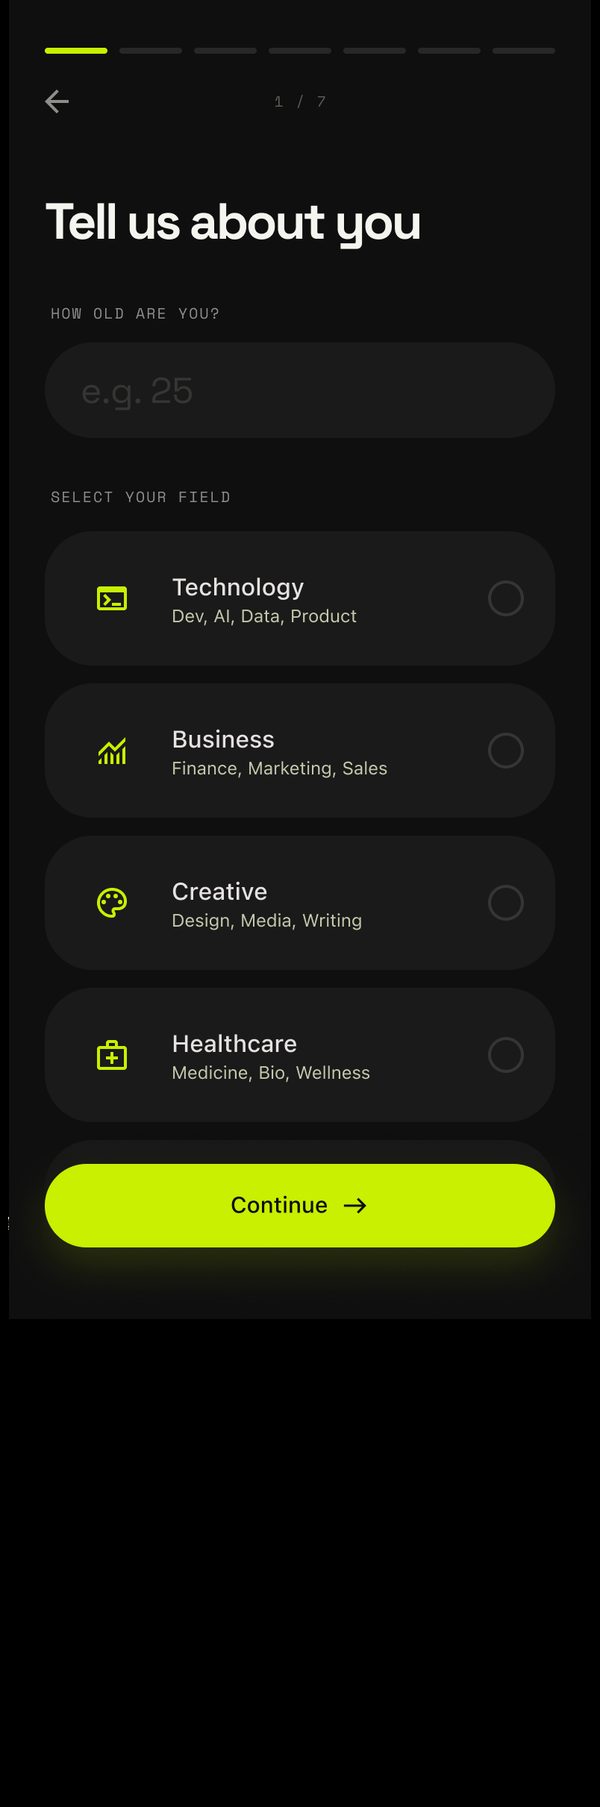 1 / 7
Tell us about you
HOW OLD ARE YOU?
e.g. 25
SELECT YOUR FIELD
Technology
Dev, AI, Data, Product
Business
Finance, Marketing, Sales
Creative
Design, Media, Writing
Healthcare
Medicine, Bio, Wellness
Continue →